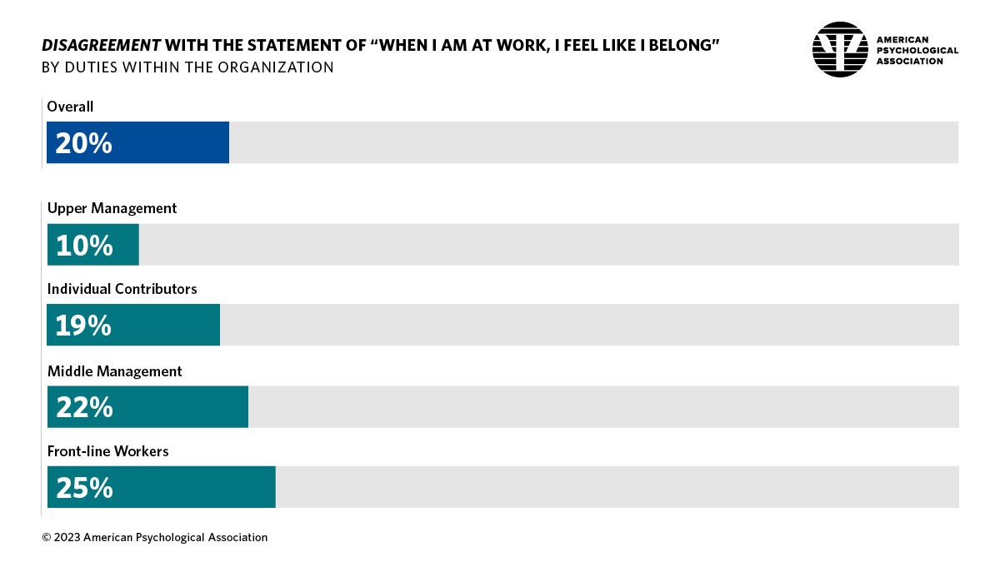 DISAGREEMENT WITH THE STATEMENT OF “WHEN I AM AT WORK, I FEEL LIKE I BELONG”
BY DUTIES WITHIN THE ORGANIZATION
AMERICAN
PSYCHOLOGICAL
ASSOCIATION
Overall
20%
Upper Management
10%
Individual Contributors
19%
Middle Management
22%
Front-line Workers
25%
© 2023 American Psychological Association